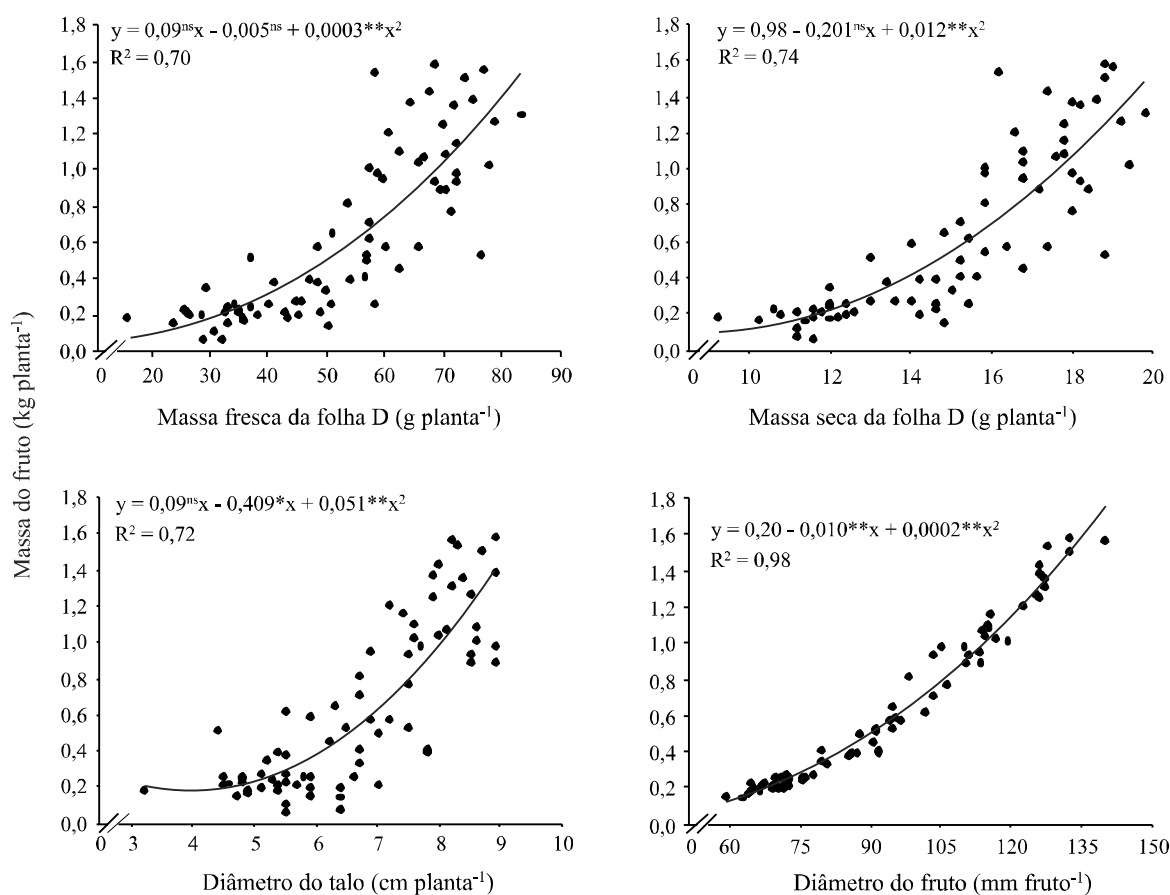 Massa do fruto (kg planta⁻¹)
y = 0,09ⁿˢx - 0,005ⁿˢ + 0,0003**x²
R² = 0,70
1,8
1,6
1,4
1,2
1,0
0,8
0,6
0,4
0,2
0,0
0 20 30 40 50 60 70 80 90
Massa fresca da folha D (g planta⁻¹)
y = 0,98 - 0,201ⁿˢx + 0,012**x²
R² = 0,74
1,8
1,6
1,4
1,2
1,0
0,8
0,6
0,4
0,2
0,0
0 10 12 14 16 18 20
Massa seca da folha D (g planta⁻¹)
y = 0,09ⁿˢx - 0,409*x + 0,051**x²
R² = 0,72
1,8
1,6
1,4
1,2
1,0
0,8
0,6
0,4
0,2
0,0
0 3 4 5 6 7 8 9 10
Diâmetro do talo (cm planta⁻¹)
y = 0,20 - 0,010**x + 0,0002**x²
R² = 0,98
1,8
1,6
1,4
1,2
1,0
0,8
0,6
0,4
0,2
0,0
0 60 75 90 105 120 135 150
Diâmetro do fruto (mm fruto⁻¹)